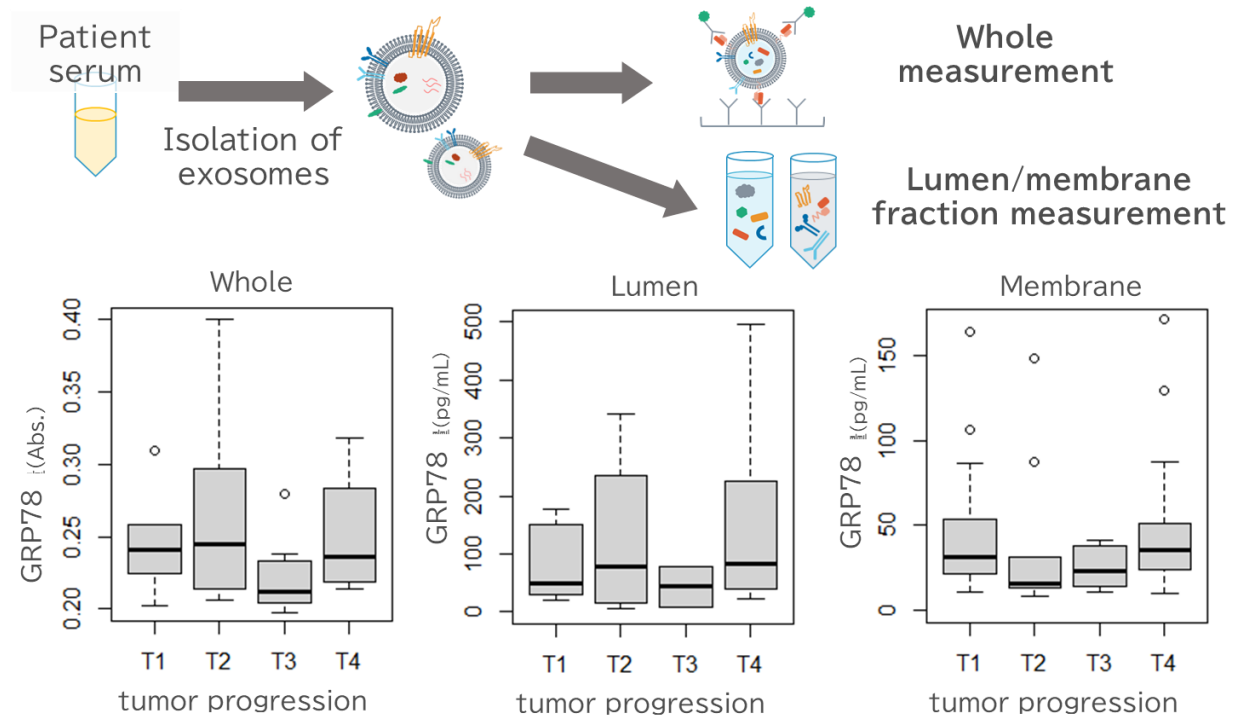 Patient
serum
Isolation of
exosomes
Whole
measurement
Lumen/membrane
fraction measurement
Whole
GRP78 (Abs.)
0.40
0.35
0.30
0.25
0.20
T1 T2 T3 T4
tumor progression
Lumen
GRP78 (pg/mL)
500
400
300
200
100
0
T1 T2 T3 T4
tumor progression
Membrane
GRP78 (pg/mL)
150
100
50
0
T1 T2 T3 T4
tumor progression